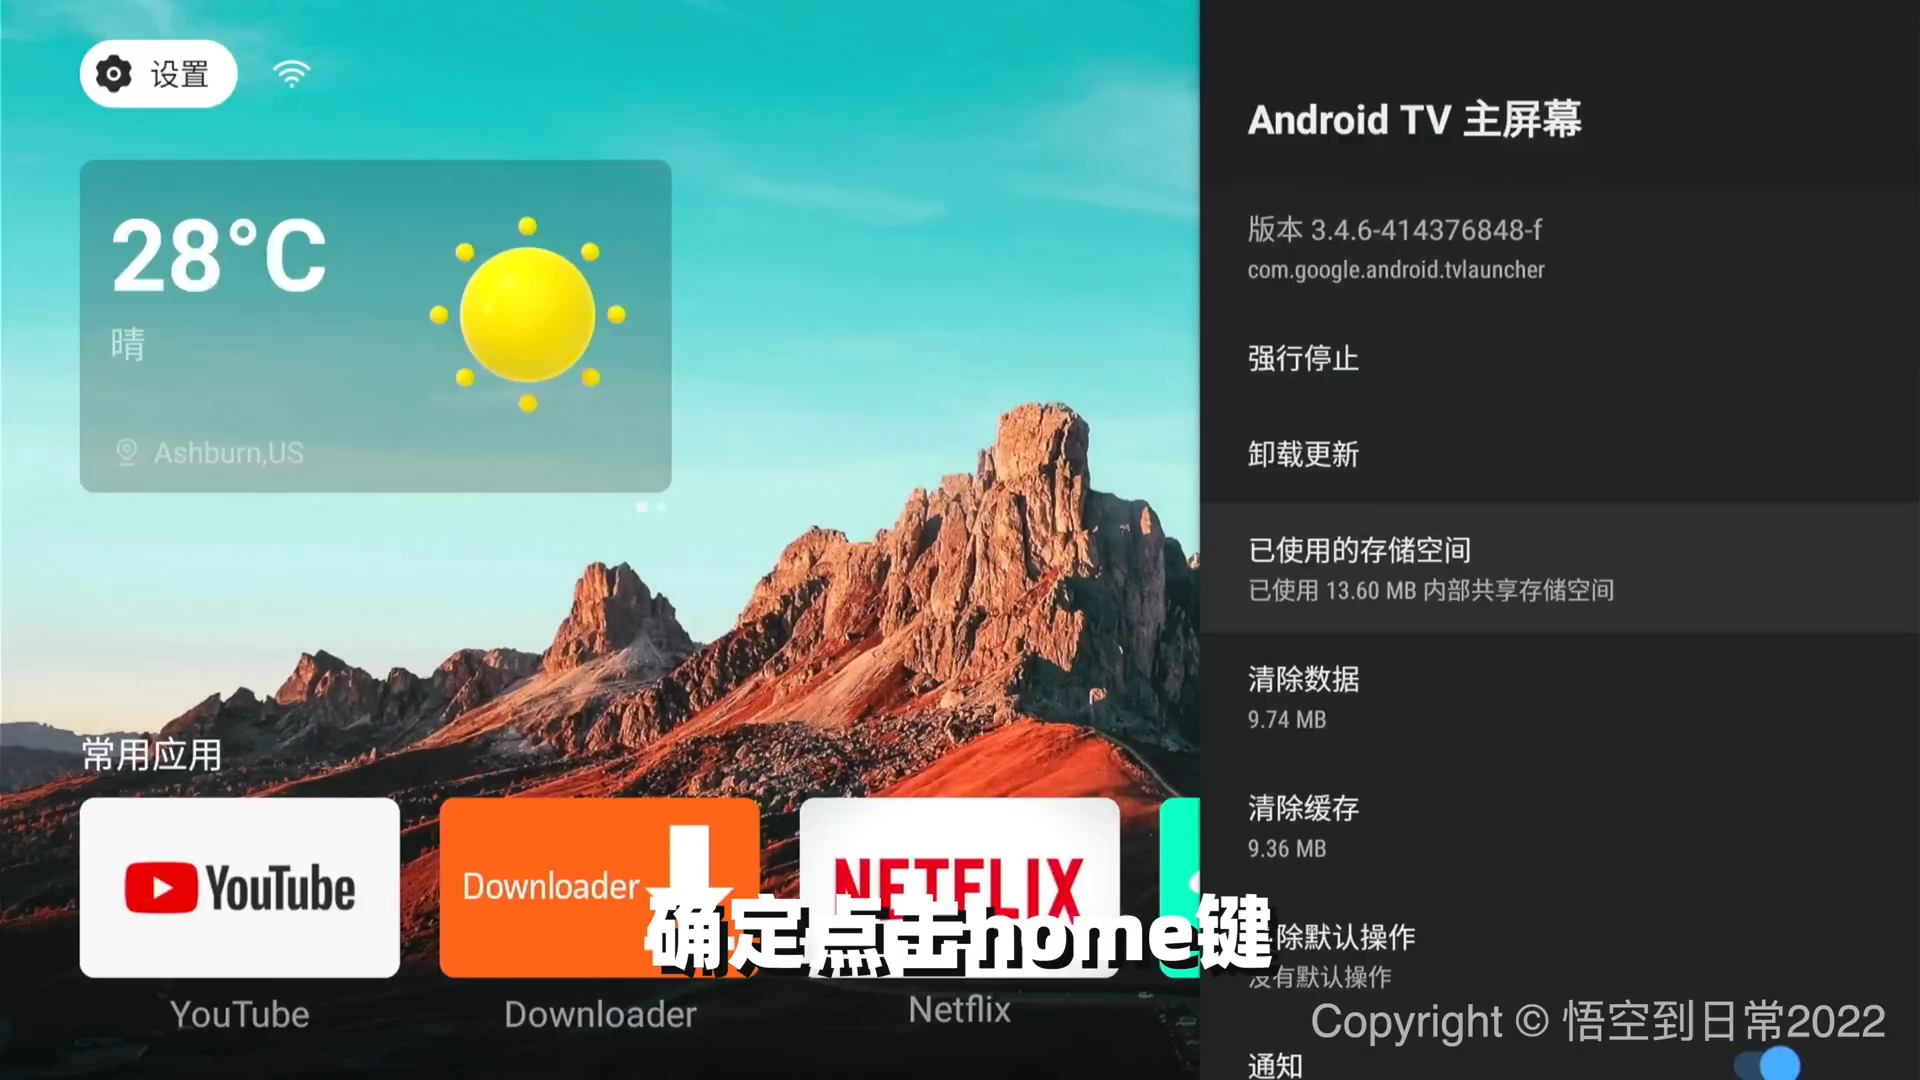 设置
28°C
晴
Ashburn,US
常用应用
YouTube
Downloader
NETFLIX
YouTube
Downloader
Netflix
Android TV 主屏幕
版本 3.4.6-414376848-f
com.google.android.tvlauncher
强行停止
卸载更新
已使用的存储空间
已使用 13.60 MB 内部共享存储空间
清除数据
9.74 MB
清除缓存
9.36 MB
除默认操作
没有默认操作
通知
确定点击home键
Copyright © 悟空到日常2022